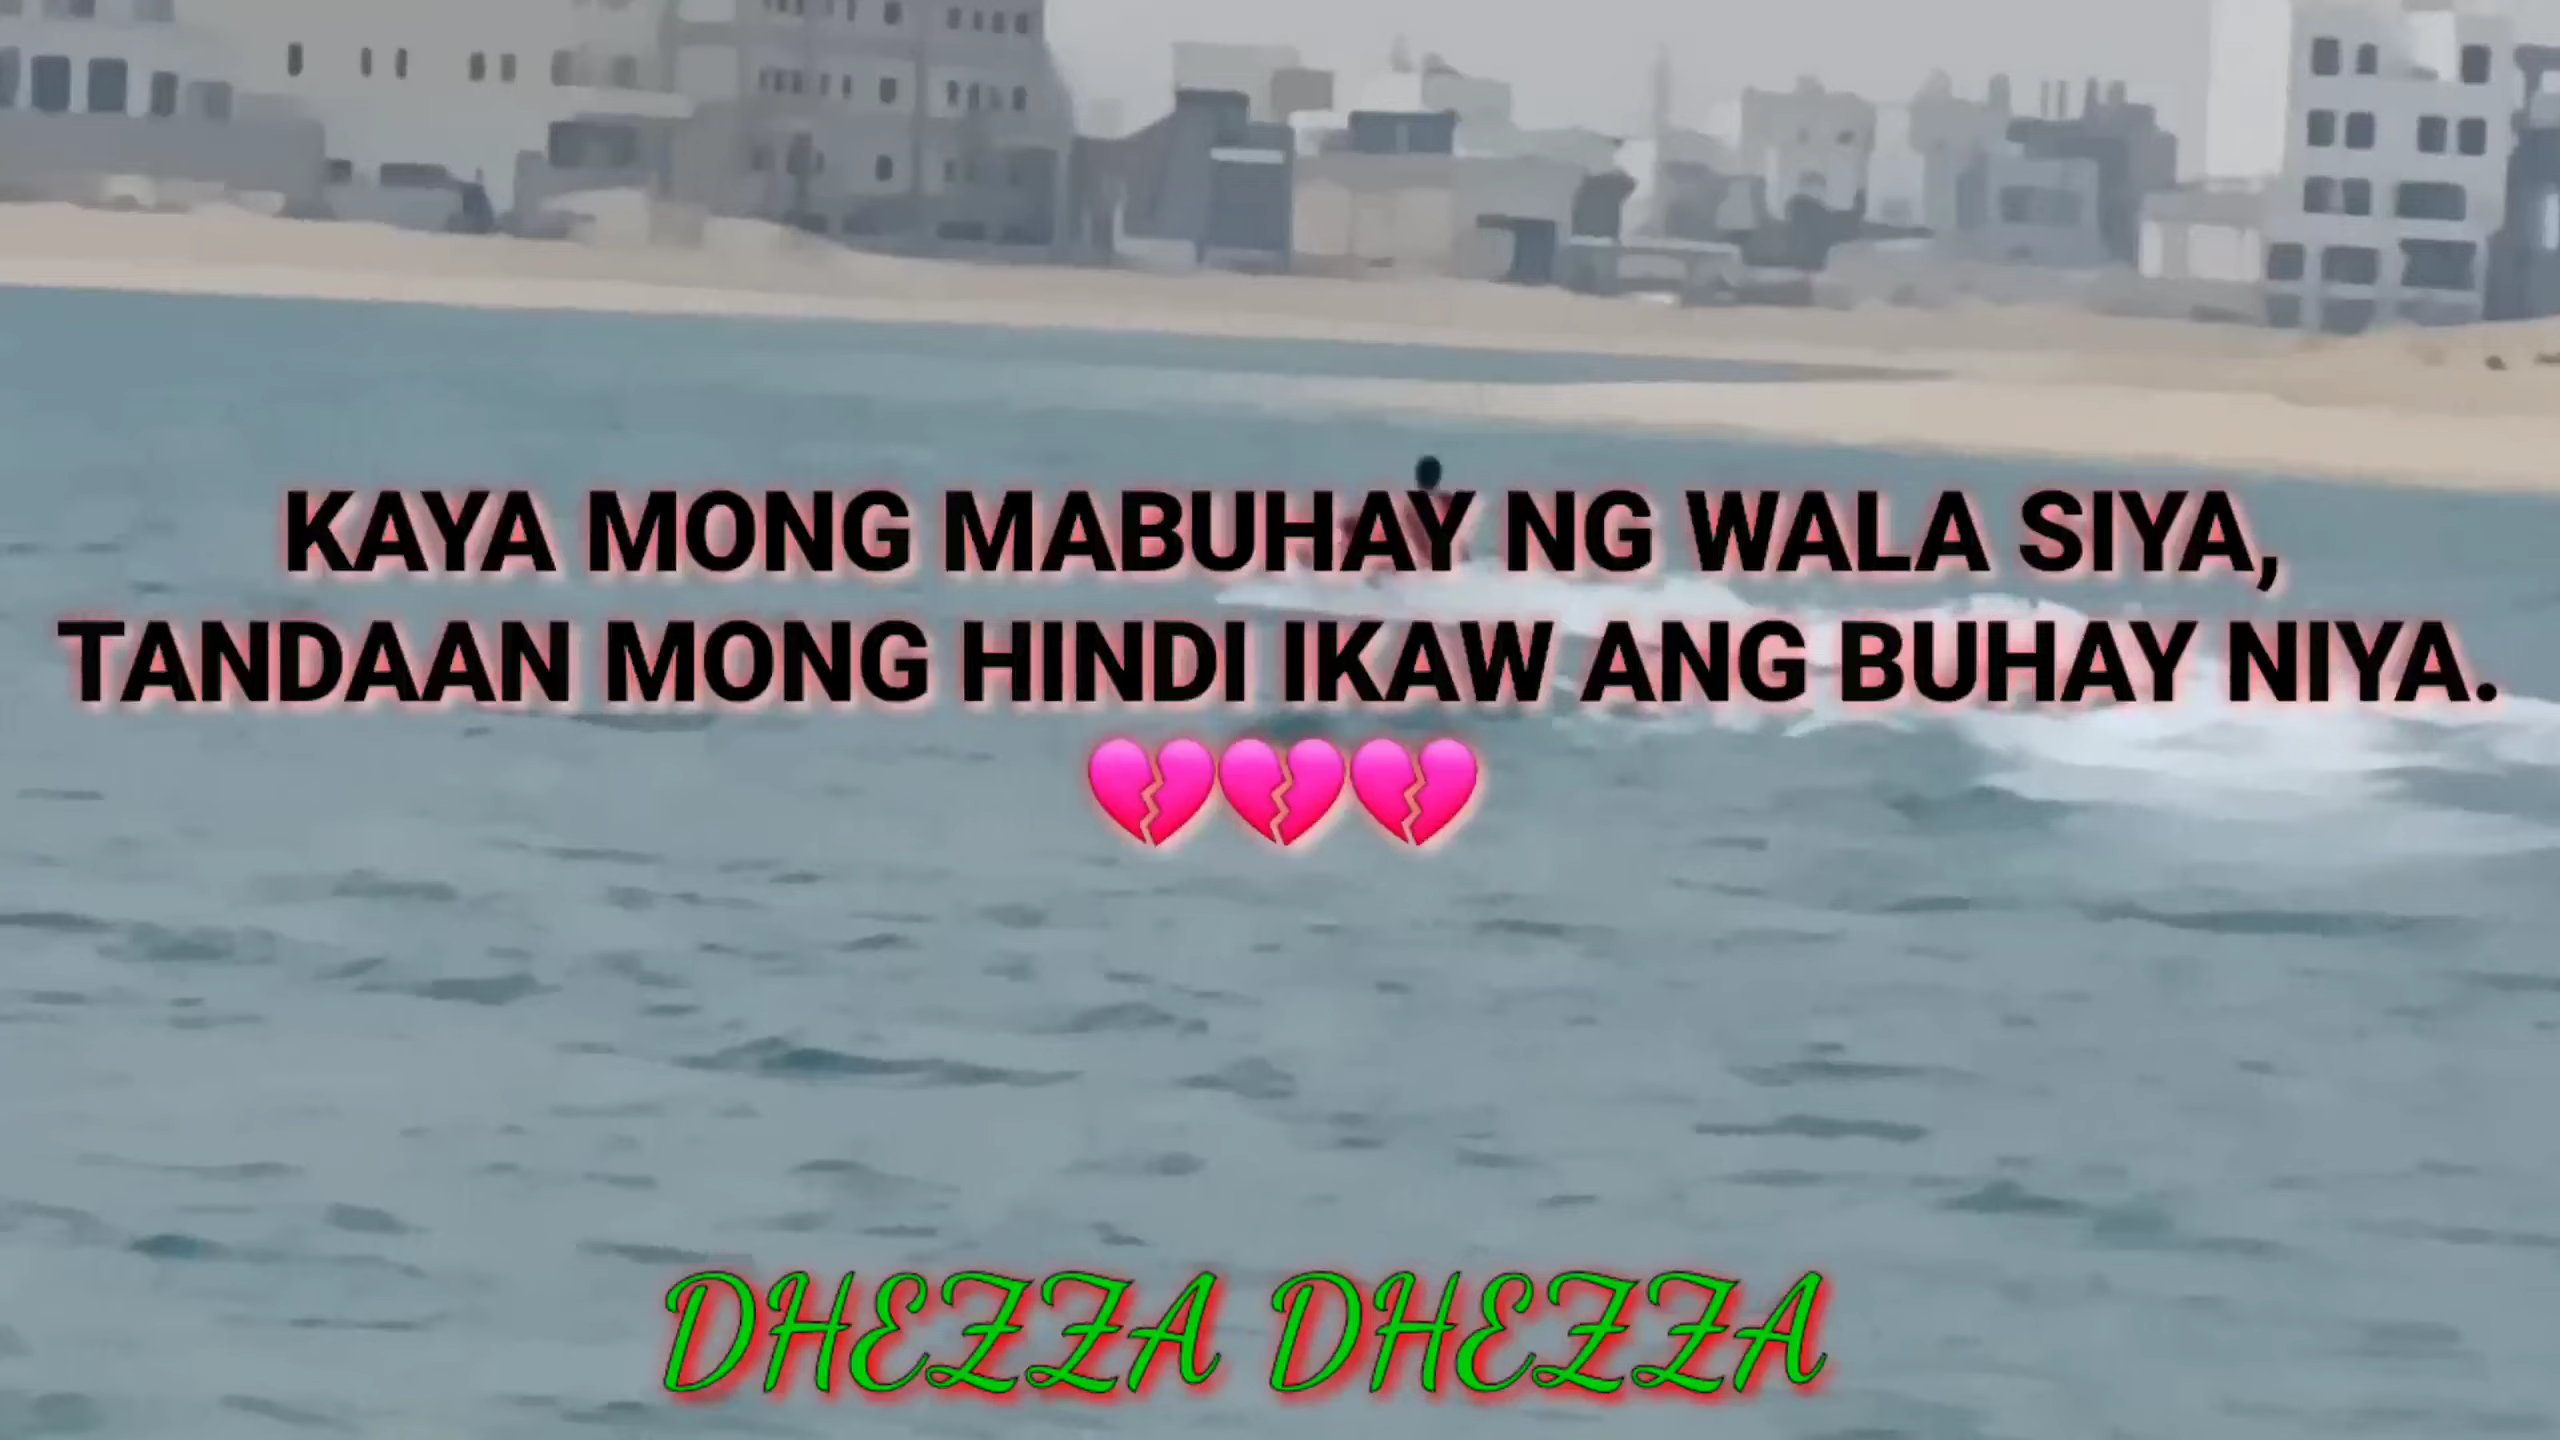 KAYA MONG MABUHAY NG WALA SIYA,
TANDAAN MONG HINDI IKAW ANG BUHAY NIYA.
💔💔💔
DHEZZA DHEZZA